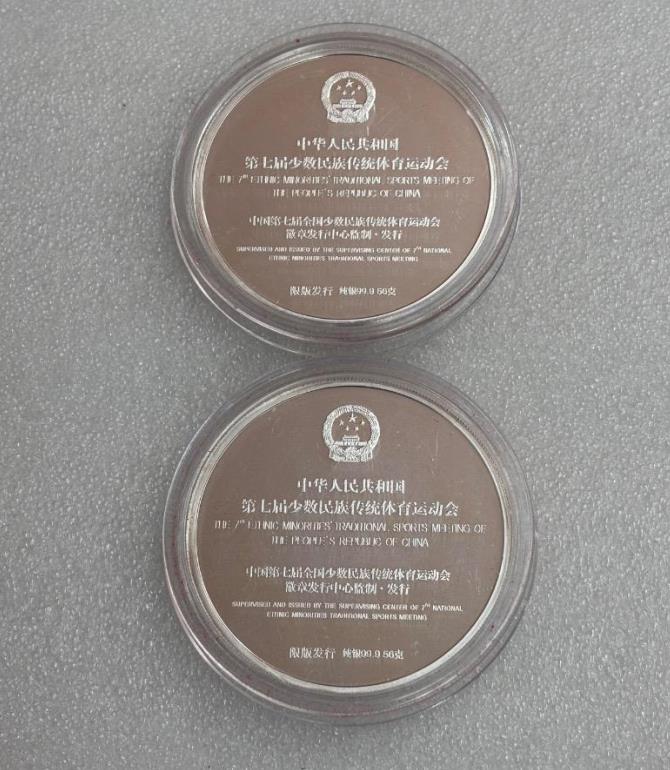 中华人民共和国
第七届少数民族传统体育运动会
THE 7TH ETHNIC MINORITIES' TRADITIONAL SPORTS MEETING OF
THE PEOPLE'S REPUBLIC OF CHINA
中国第七届全国少数民族传统体育运动会
徽章发行中心监制·发行
SUPERVISED AND ISSUED BY THE SUPERVISING CENTER OF 7TH NATIONAL
ETHNIC MINORITIES TRADITIONAL SPORTS MEETING
限版发行 纯银99.9 56克
中华人民共和国
第七届少数民族传统体育运动会
THE 7TH ETHNIC MINORITIES' TRADITIONAL SPORTS MEETING OF
THE PEOPLE'S REPUBLIC OF CHINA
中国第七届全国少数民族传统体育运动会
徽章发行中心监制·发行
SUPERVISED AND ISSUED BY THE SUPERVISING CENTER OF 7TH NATIONAL
ETHNIC MINORITIES TRADITIONAL SPORTS MEETING
限版发行 纯银99.9 56克